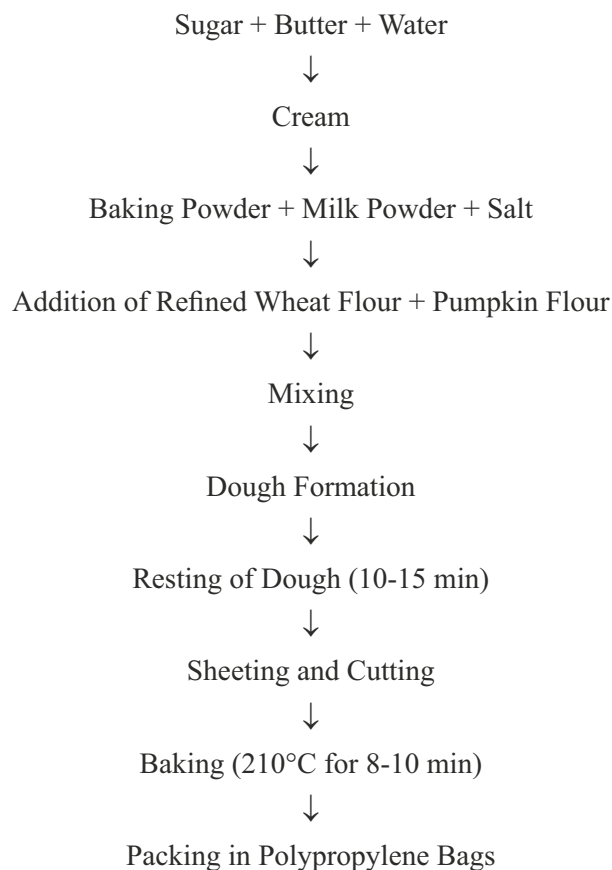 Sugar + Butter + Water
↓
Cream
↓
Baking Powder + Milk Powder + Salt
↓
Addition of Refined Wheat Flour + Pumpkin Flour
↓
Mixing
↓
Dough Formation
↓
Resting of Dough (10-15 min)
↓
Sheeting and Cutting
↓
Baking (210°C for 8-10 min)
↓
Packing in Polypropylene Bags